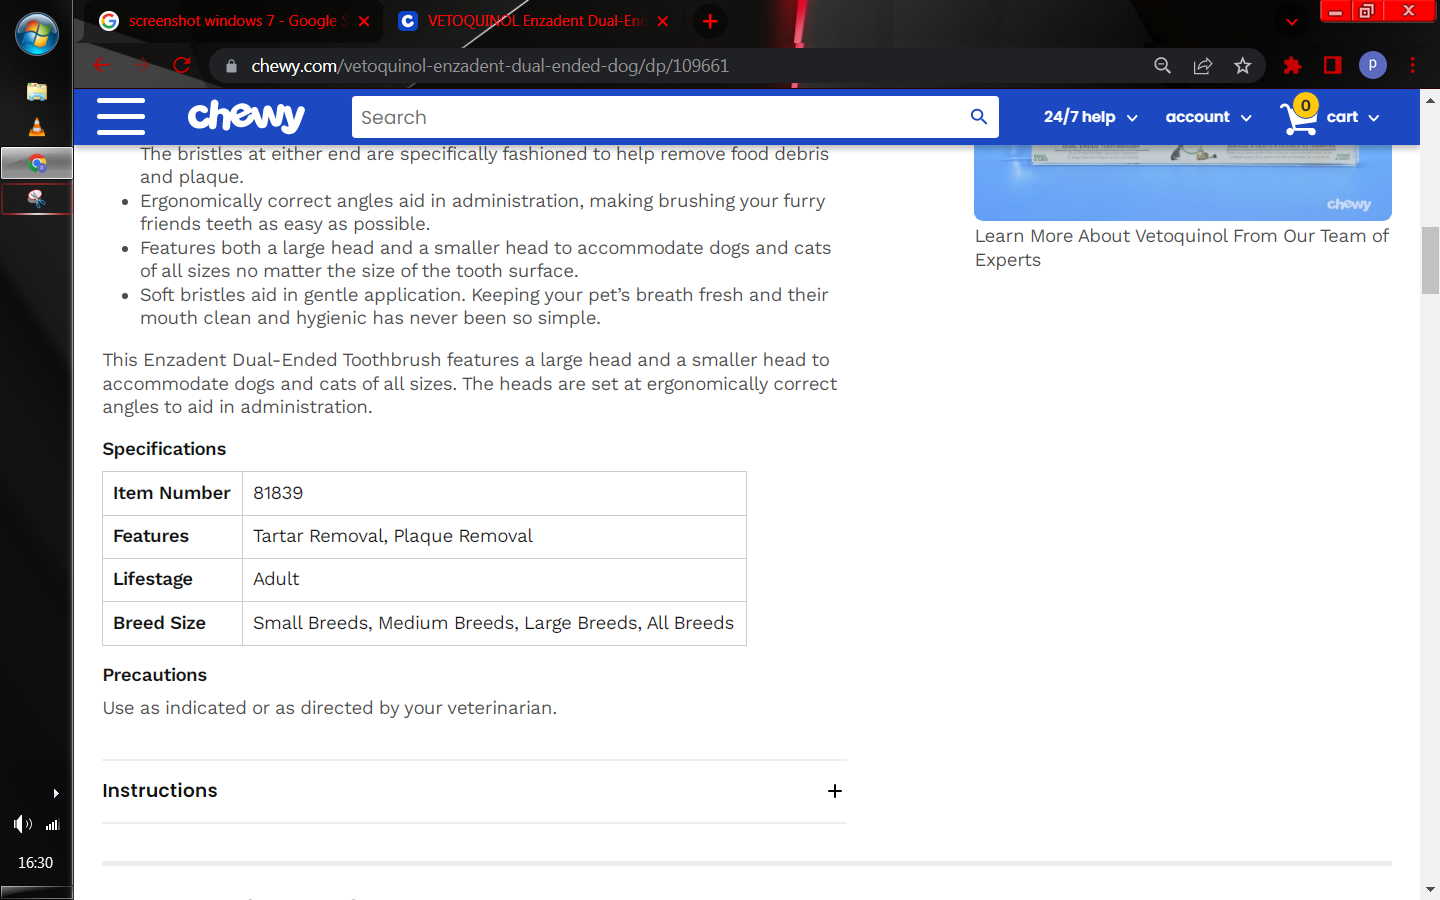 screenshot windows 7 - Google S
VETOQUINOL Enzadent Dual-En
chewy.com/vetoquinol-enzadent-dual-ended-dog/dp/109661
p
chewy
Search
24/7 help
account
0
cart
The bristles at either end are specifically fashioned to help remove food debris
and plaque.
• Ergonomically correct angles aid in administration, making brushing your furry
friends teeth as easy as possible.
• Features both a large head and a smaller head to accommodate dogs and cats
of all sizes no matter the size of the tooth surface.
• Soft bristles aid in gentle application. Keeping your pet’s breath fresh and their
mouth clean and hygienic has never been so simple.
This Enzadent Dual-Ended Toothbrush features a large head and a smaller head to
accommodate dogs and cats of all sizes. The heads are set at ergonomically correct
angles to aid in administration.
Specifications
Item Number 81839
Features Tartar Removal, Plaque Removal
Lifestage Adult
Breed Size Small Breeds, Medium Breeds, Large Breeds, All Breeds
Precautions
Use as indicated or as directed by your veterinarian.
Instructions
chewy
Learn More About Vetoquinol From Our Team of
Experts
16:30